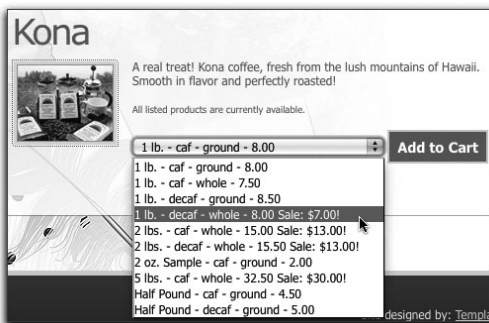 Kona
A real treat! Kona coffee, fresh from the lush mountains of Hawaii.
Smooth in flavor and perfectly roasted!
All listed products are currently available.
1 lb. - caf - ground - 8.00
Add to Cart
1 lb. - caf - ground - 8.00
1 lb. - caf - whole - 7.50
1 lb. - decaf - ground - 8.50
1 lb. - decaf - whole - 8.00 Sale: $7.00!
2 lbs. - caf - whole - 15.00 Sale: $13.00!
2 lbs. - decaf - whole - 15.50 Sale: $13.00!
2 oz. Sample - caf - ground - 2.00
5 lbs. - caf - whole - 32.50 Sale: $30.00!
Half Pound - caf - ground - 4.50
Half Pound - decaf - ground - 5.00
designed by: Templa